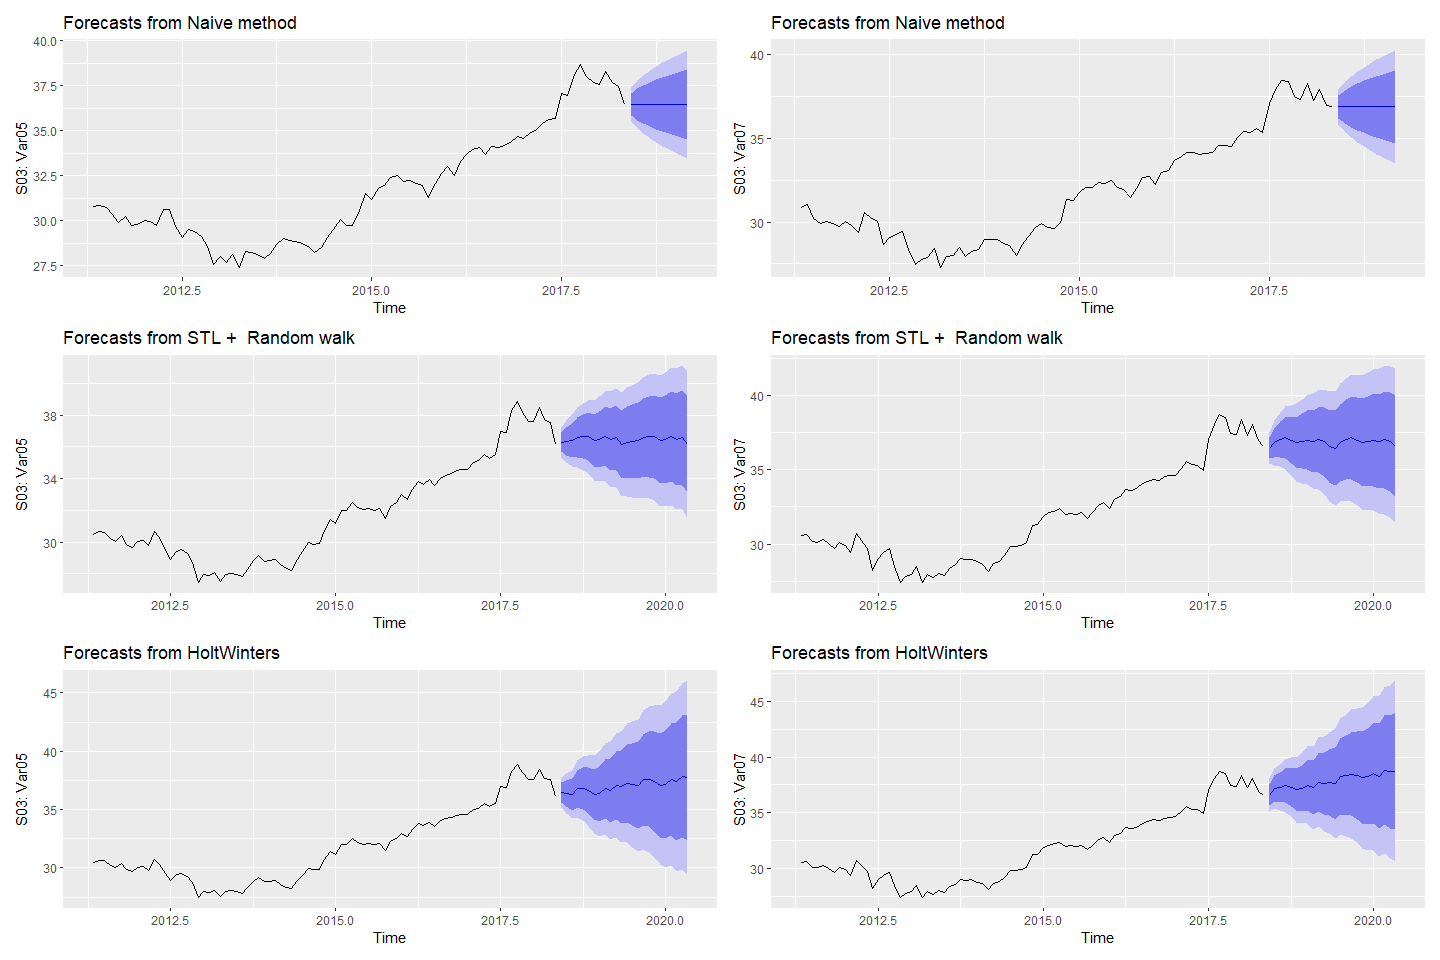 Forecasts from Naive method
40.0
37.5
35.0
32.5
30.0
27.5
S03: Var05
2012.5 2015.0 2017.5
Time
Forecasts from Naive method
40
35
30
S03: Var07
2012.5 2015.0 2017.5
Time
Forecasts from STL +  Random walk
38
34
30
S03: Var05
2012.5 2015.0 2017.5 2020.0
Time
Forecasts from STL +  Random walk
40
35
30
S03: Var07
2012.5 2015.0 2017.5 2020.0
Time
Forecasts from HoltWinters
45
40
35
30
S03: Var05
2012.5 2015.0 2017.5 2020.0
Time
Forecasts from HoltWinters
45
40
35
30
S03: Var07
2012.5 2015.0 2017.5 2020.0
Time